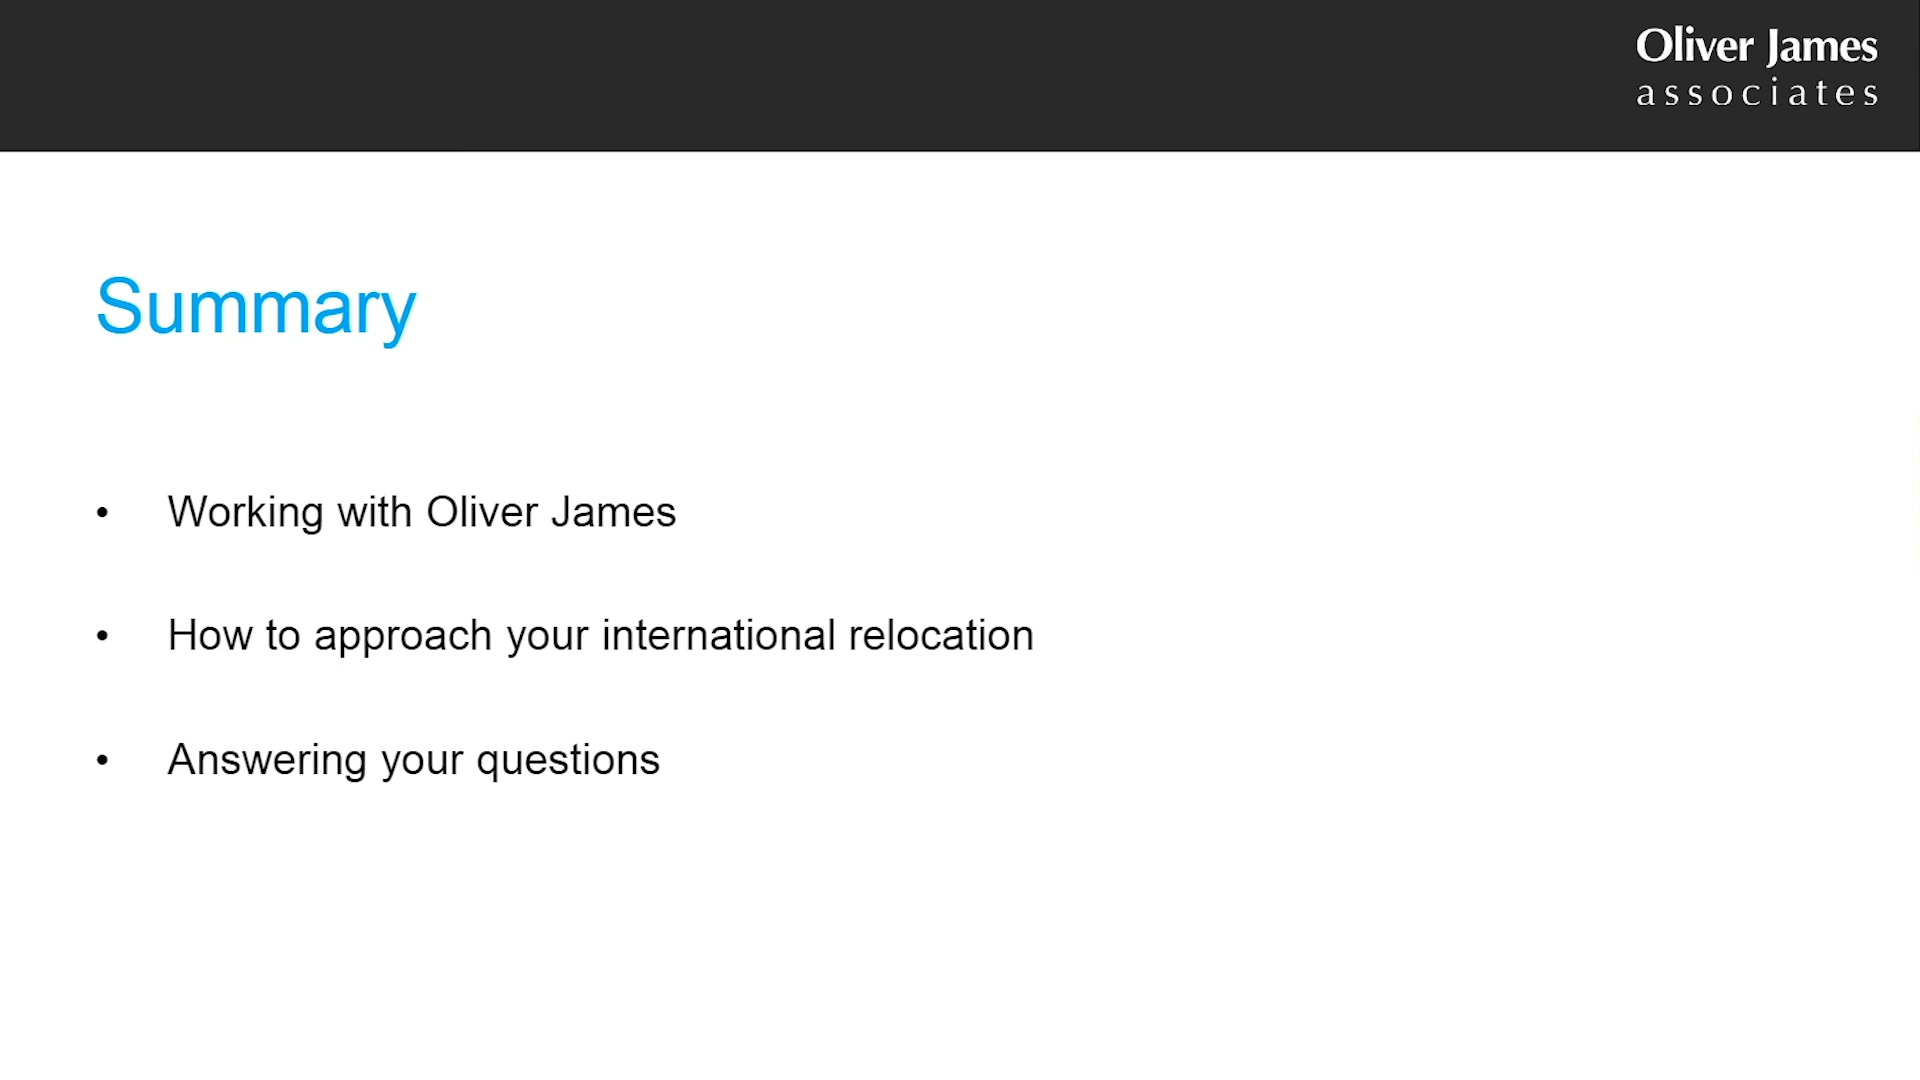 Oliver James
associates
Summary
• Working with Oliver James
• How to approach your international relocation
• Answering your questions